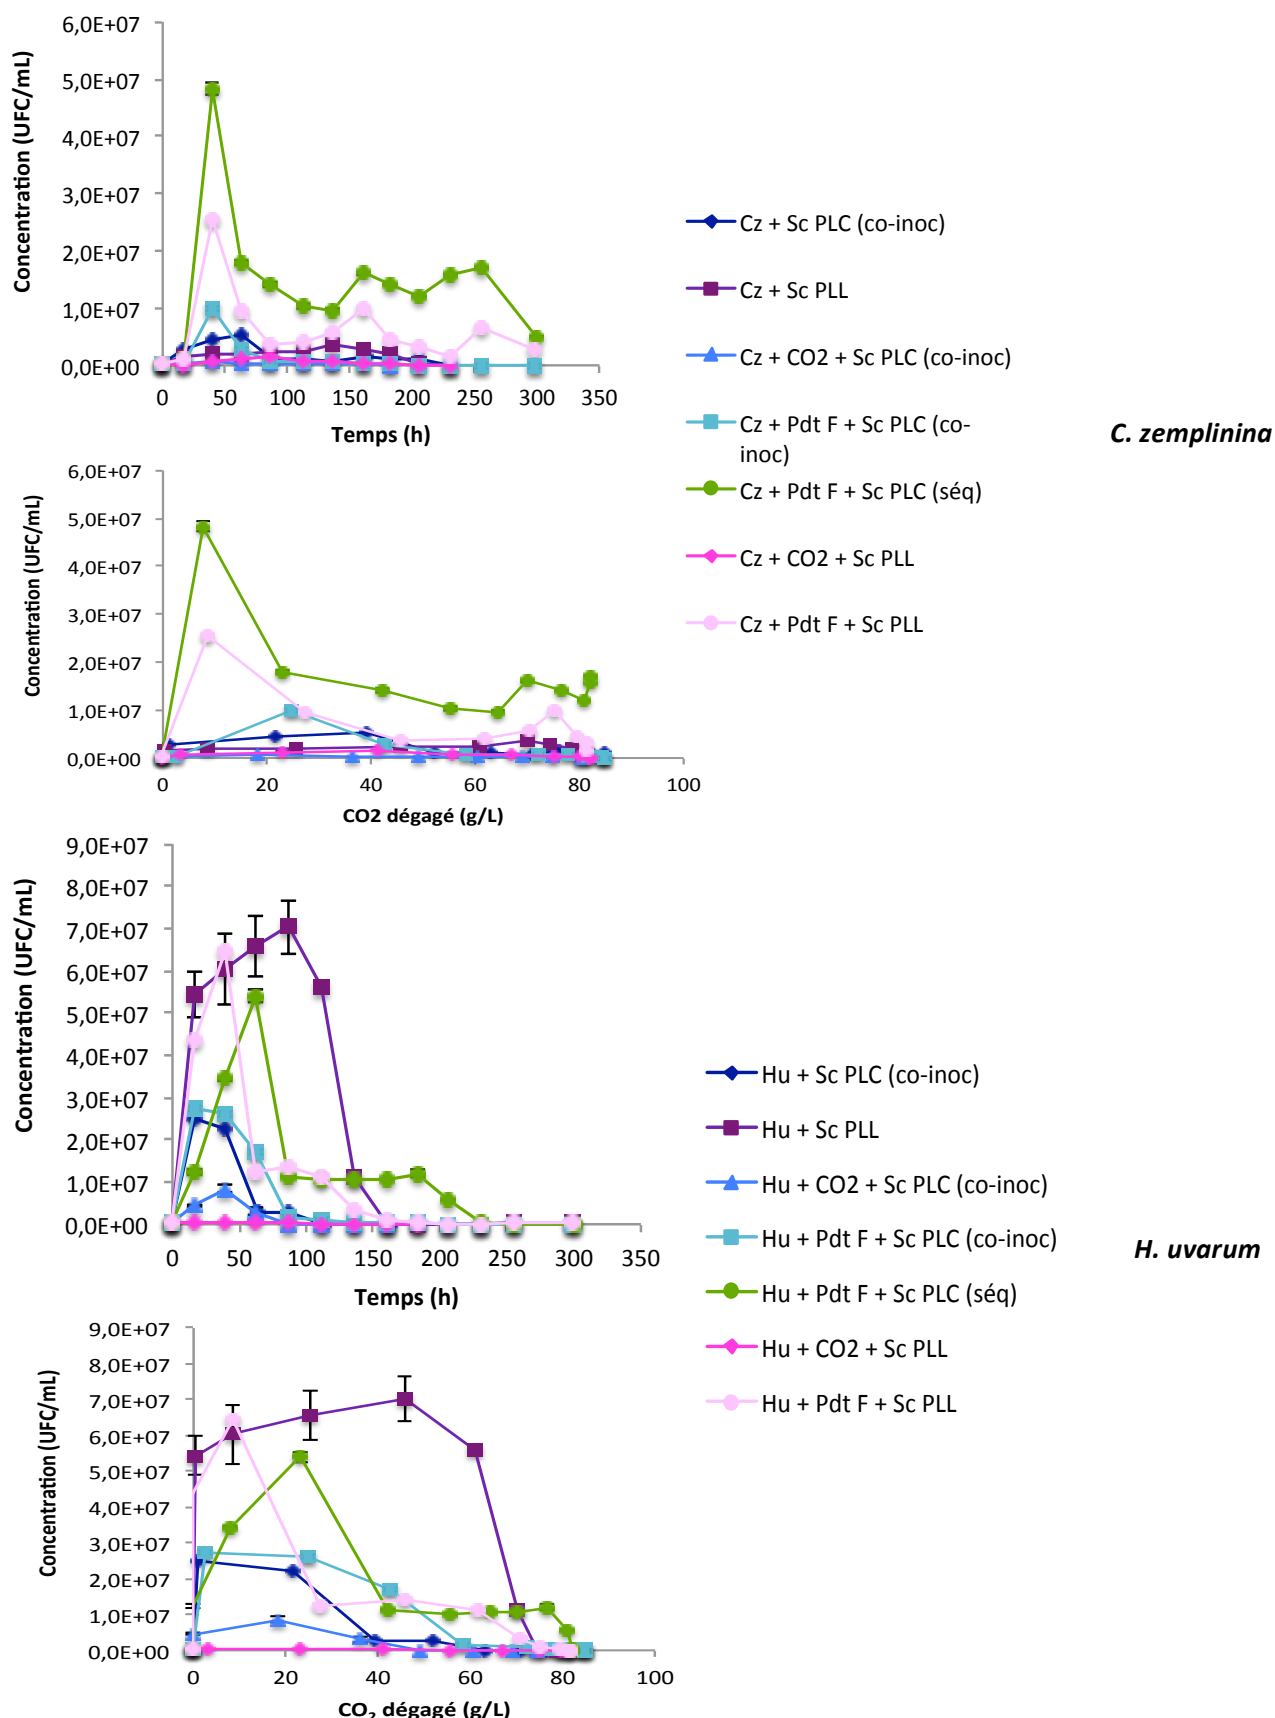 6,0E+07
5,0E+07
4,0E+07
3,0E+07
2,0E+07
1,0E+07
0,0E+00
Concentration (UFC/mL)
0 50 100 150 200 250 300 350
Temps (h)
6,0E+07
5,0E+07
4,0E+07
3,0E+07
2,0E+07
1,0E+07
0,0E+00
Concentration (UFC/mL)
0 20 40 60 80 100
CO2 dégagé (g/L)
Cz + Sc PLC (co-inoc)
Cz + Sc PLL
Cz + CO2 + Sc PLC (co-inoc)
Cz + Pdt F + Sc PLC (co-
inoc)
Cz + Pdt F + Sc PLC (séq)
Cz + CO2 + Sc PLL
Cz + Pdt F + Sc PLL
C. zemplinina
9,0E+07
8,0E+07
7,0E+07
6,0E+07
5,0E+07
4,0E+07
3,0E+07
2,0E+07
1,0E+07
0,0E+00
Concentration (UFC/mL)
0 50 100 150 200 250 300 350
Temps (h)
9,0E+07
8,0E+07
7,0E+07
6,0E+07
5,0E+07
4,0E+07
3,0E+07
2,0E+07
1,0E+07
0,0E+00
Concentration (UFC/mL)
0 20 40 60 80 100
CO₂ dégagé (g/L)
Hu + Sc PLC (co-inoc)
Hu + Sc PLL
Hu + CO2 + Sc PLC (co-inoc)
Hu + Pdt F + Sc PLC (co-inoc)
Hu + Pdt F + Sc PLC (séq)
Hu + CO2 + Sc PLL
Hu + Pdt F + Sc PLL
H. uvarum